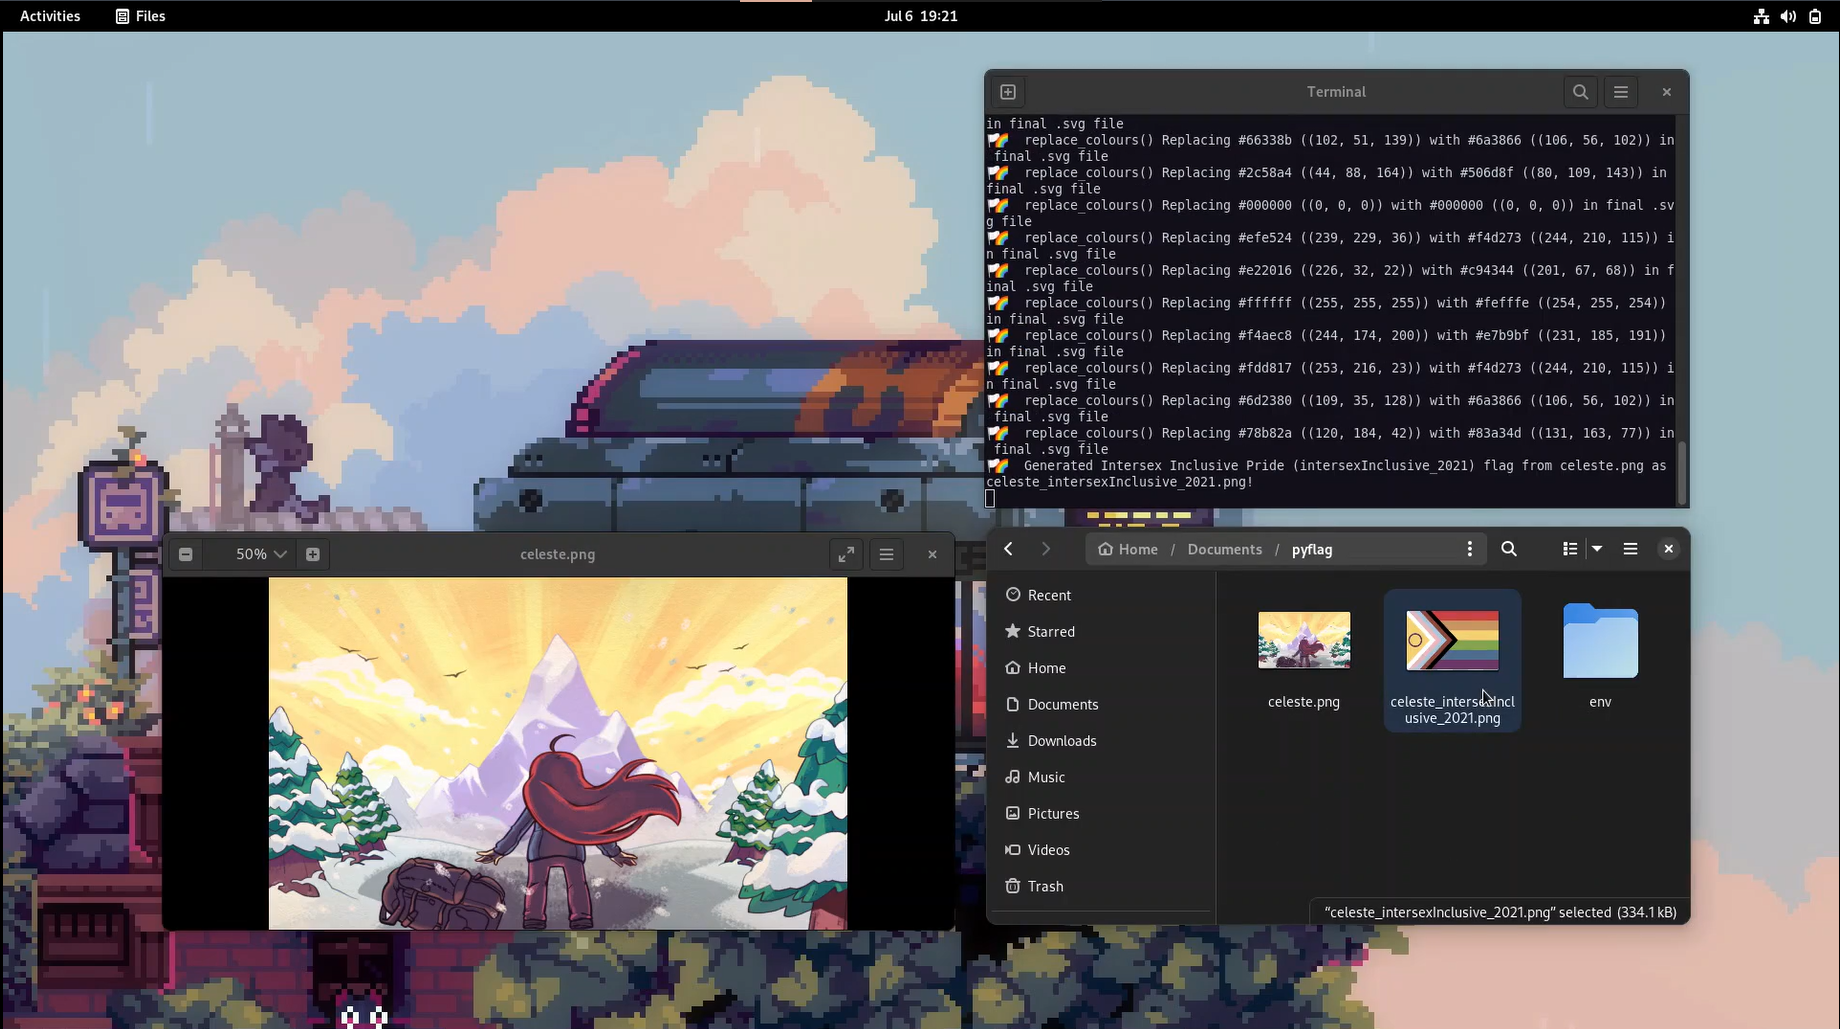 Activities
Files
Jul 6 19:21
Terminal
in final .svg file
replace_colours() Replacing #66338b ((102, 51, 139)) with #6a3866 ((106, 56, 102)) in
final .svg file
replace_colours() Replacing #2c58a4 ((44, 88, 164)) with #506d8f ((80, 109, 143)) in
final .svg file
replace_colours() Replacing #000000 ((0, 0, 0)) with #000000 ((0, 0, 0)) in final .sv
g file
replace_colours() Replacing #efe524 ((239, 229, 36)) with #f4d273 ((244, 210, 115)) i
n final .svg file
replace_colours() Replacing #e22016 ((226, 32, 22)) with #c94344 ((201, 67, 68)) in f
inal .svg file
replace_colours() Replacing #ffffff ((255, 255, 255)) with #fefffe ((254, 255, 254))
in final .svg file
replace_colours() Replacing #f4aec8 ((244, 174, 200)) with #e7b9bf ((231, 185, 191))
in final .svg file
replace_colours() Replacing #fdd817 ((253, 216, 23)) with #f4d273 ((244, 210, 115)) i
n final .svg file
replace_colours() Replacing #6d2380 ((109, 35, 128)) with #6a3866 ((106, 56, 102)) in
final .svg file
replace_colours() Replacing #78b82a ((120, 184, 42)) with #83a34d ((131, 163, 77)) in
final .svg file
Generated Intersex Inclusive Pride (intersexInclusive_2021) flag from celeste.png as
celeste_intersexInclusive_2021.png!
50%
celeste.png
Home / Documents / pyflag
Recent
Starred
Home
Documents
Downloads
Music
Pictures
Videos
Trash
celeste.png
celeste_intersexIncl
usive_2021.png
env
"celeste_intersexInclusive_2021.png" selected (334.1 kB)